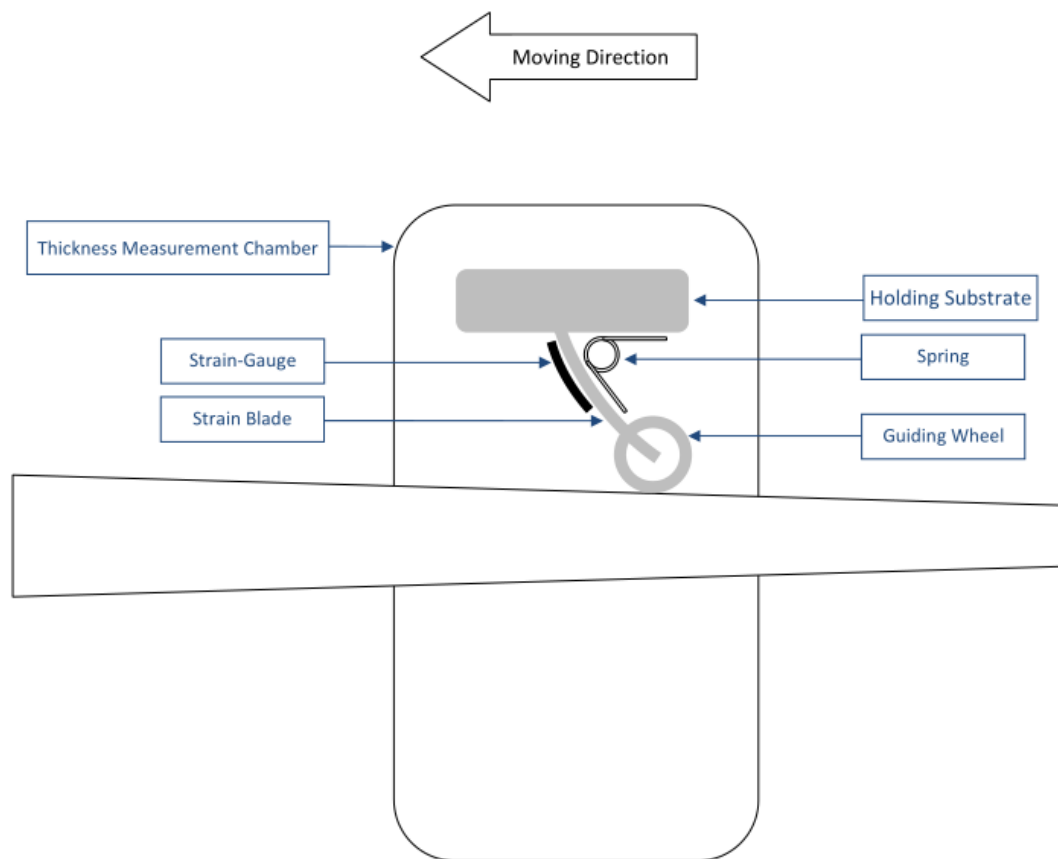 Moving Direction
Thickness Measurement Chamber
Holding Substrate
Strain-Gauge
Spring
Strain Blade
Guiding Wheel